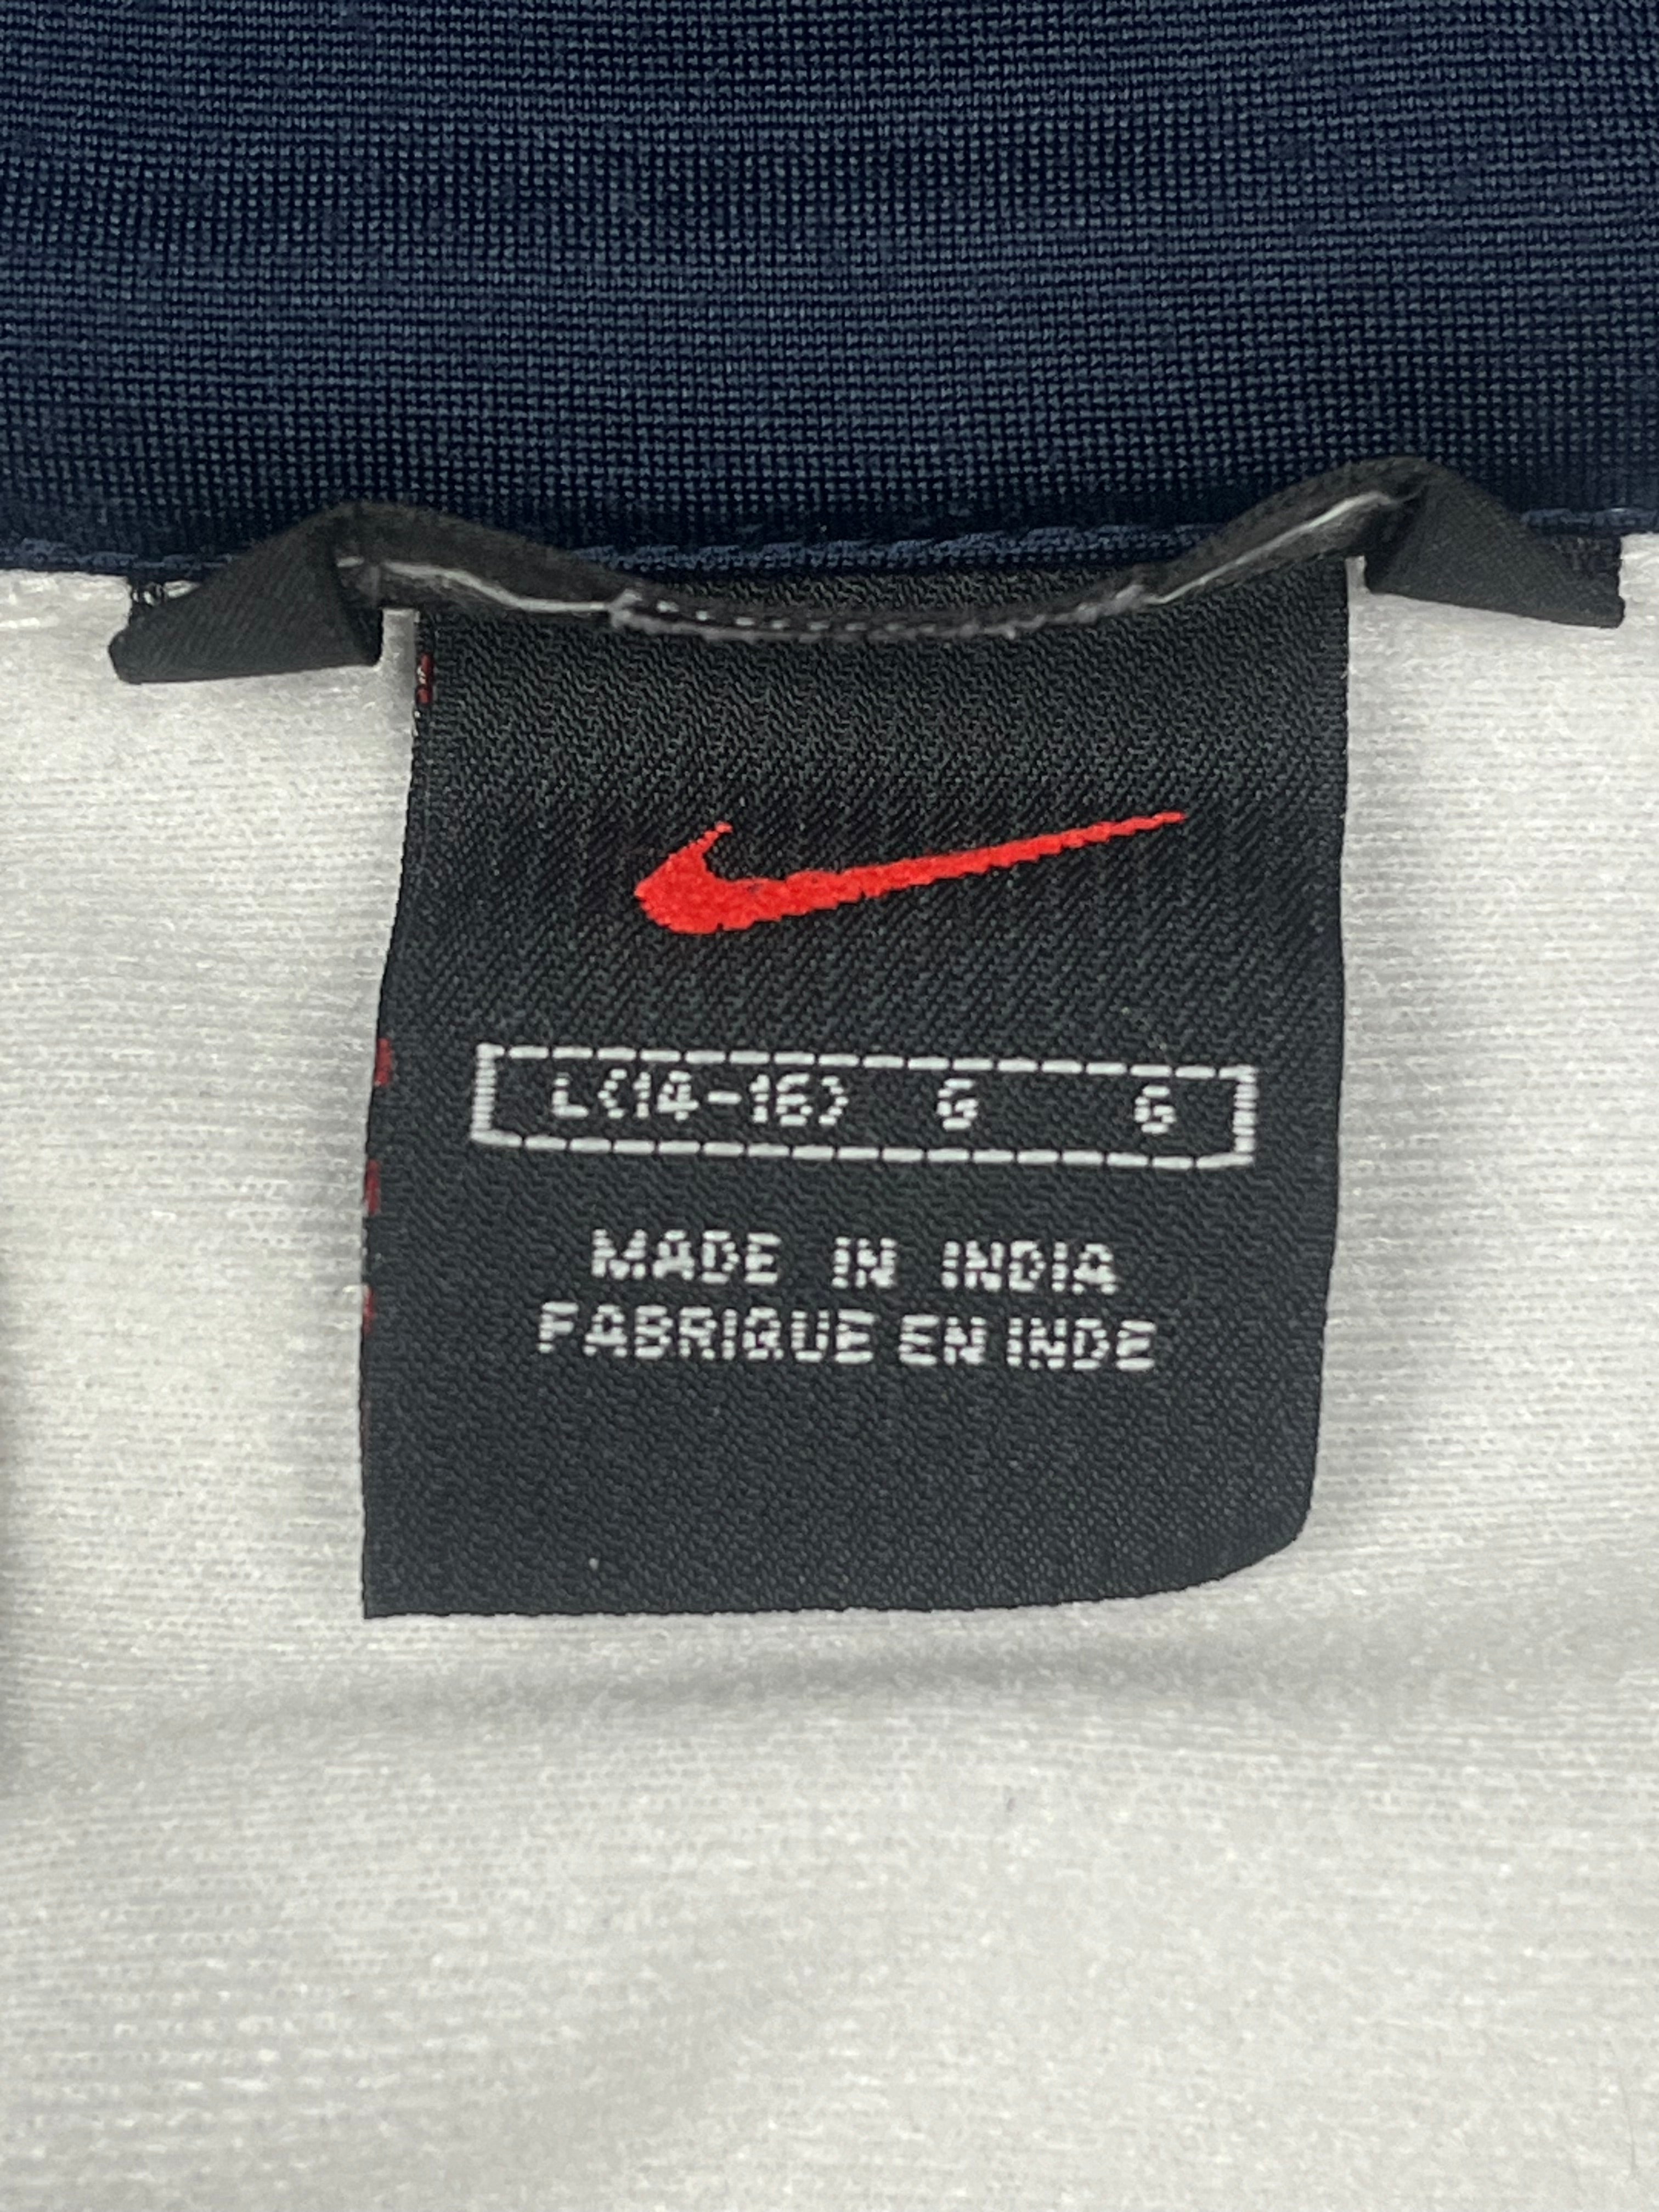 L(14-16) G G
MADE IN INDIA
FABRIQUE EN INDE